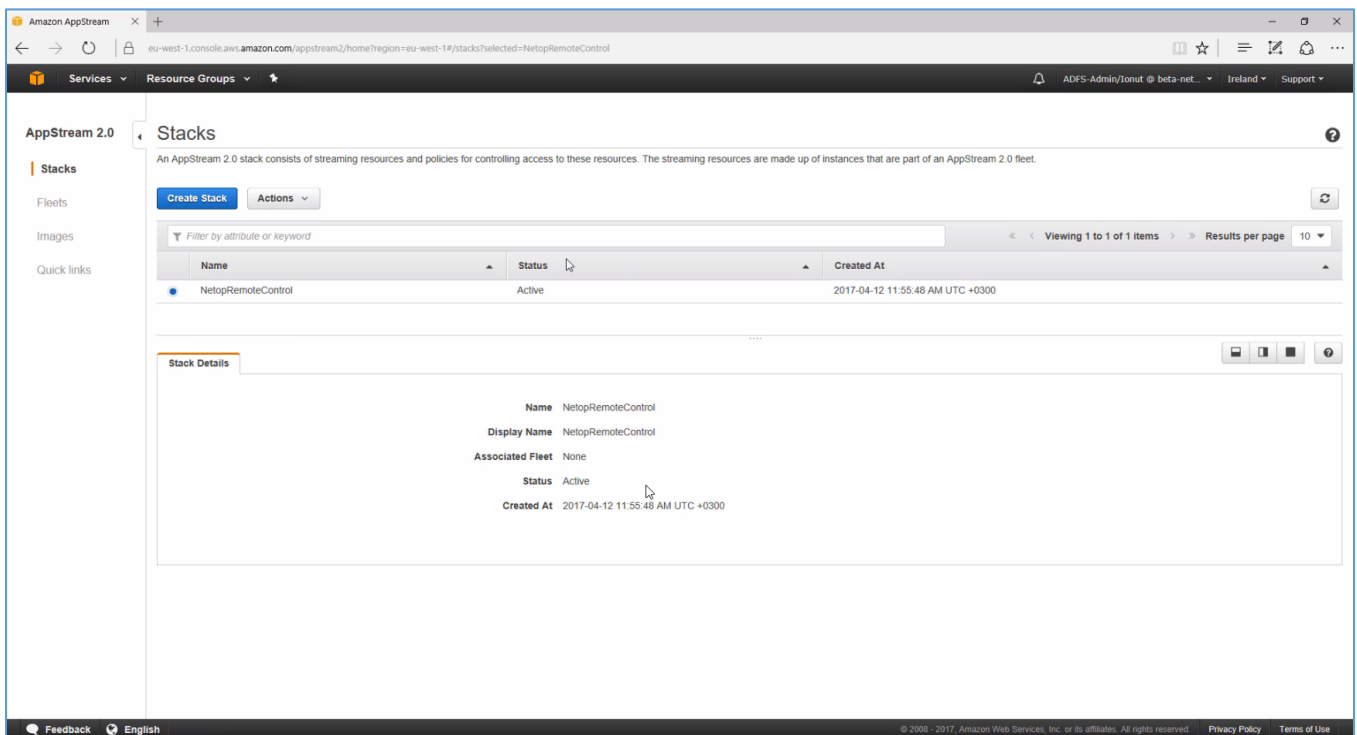 Amazon AppStream
eu-west-1.console.aws.amazon.com/appstream2/home?region=eu-west-1#/stacks?selected=NetopRemoteControl
Services Resource Groups ADFS-Admin/Ionut @ beta-net... Ireland Support
AppStream 2.0
Stacks
Fleets
Images
Quick links
Stacks
An AppStream 2.0 stack consists of streaming resources and policies for controlling access to these resources. The streaming resources are made up of instances that are part of an AppStream 2.0 fleet.
Create Stack Actions
Filter by attribute or keyword Viewing 1 to 1 of 1 items Results per page 10
Name Status Created At
NetopRemoteControl Active 2017-04-12 11:55:48 AM UTC +0300
Stack Details
Name NetopRemoteControl
Display Name NetopRemoteControl
Associated Fleet None
Status Active
Created At 2017-04-12 11:55:48 AM UTC +0300
Feedback English © 2008 - 2017, Amazon Web Services, Inc. or its affiliates. All rights reserved. Privacy Policy Terms of Use